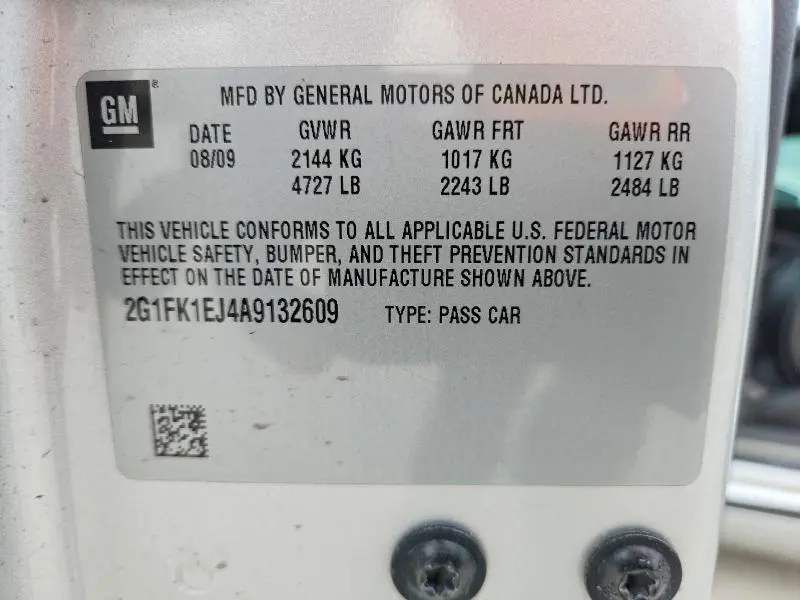 GM®
MFD BY GENERAL MOTORS OF CANADA LTD.
DATE GVWR GAWR FRT GAWR RR
08/09 2144 KG 1017 KG 1127 KG
4727 LB 2243 LB 2484 LB
THIS VEHICLE CONFORMS TO ALL APPLICABLE U.S. FEDERAL MOTOR
VEHICLE SAFETY, BUMPER, AND THEFT PREVENTION STANDARDS IN
EFFECT ON THE DATE OF MANUFACTURE SHOWN ABOVE.
2G1FK1EJ4A9132609 TYPE: PASS CAR